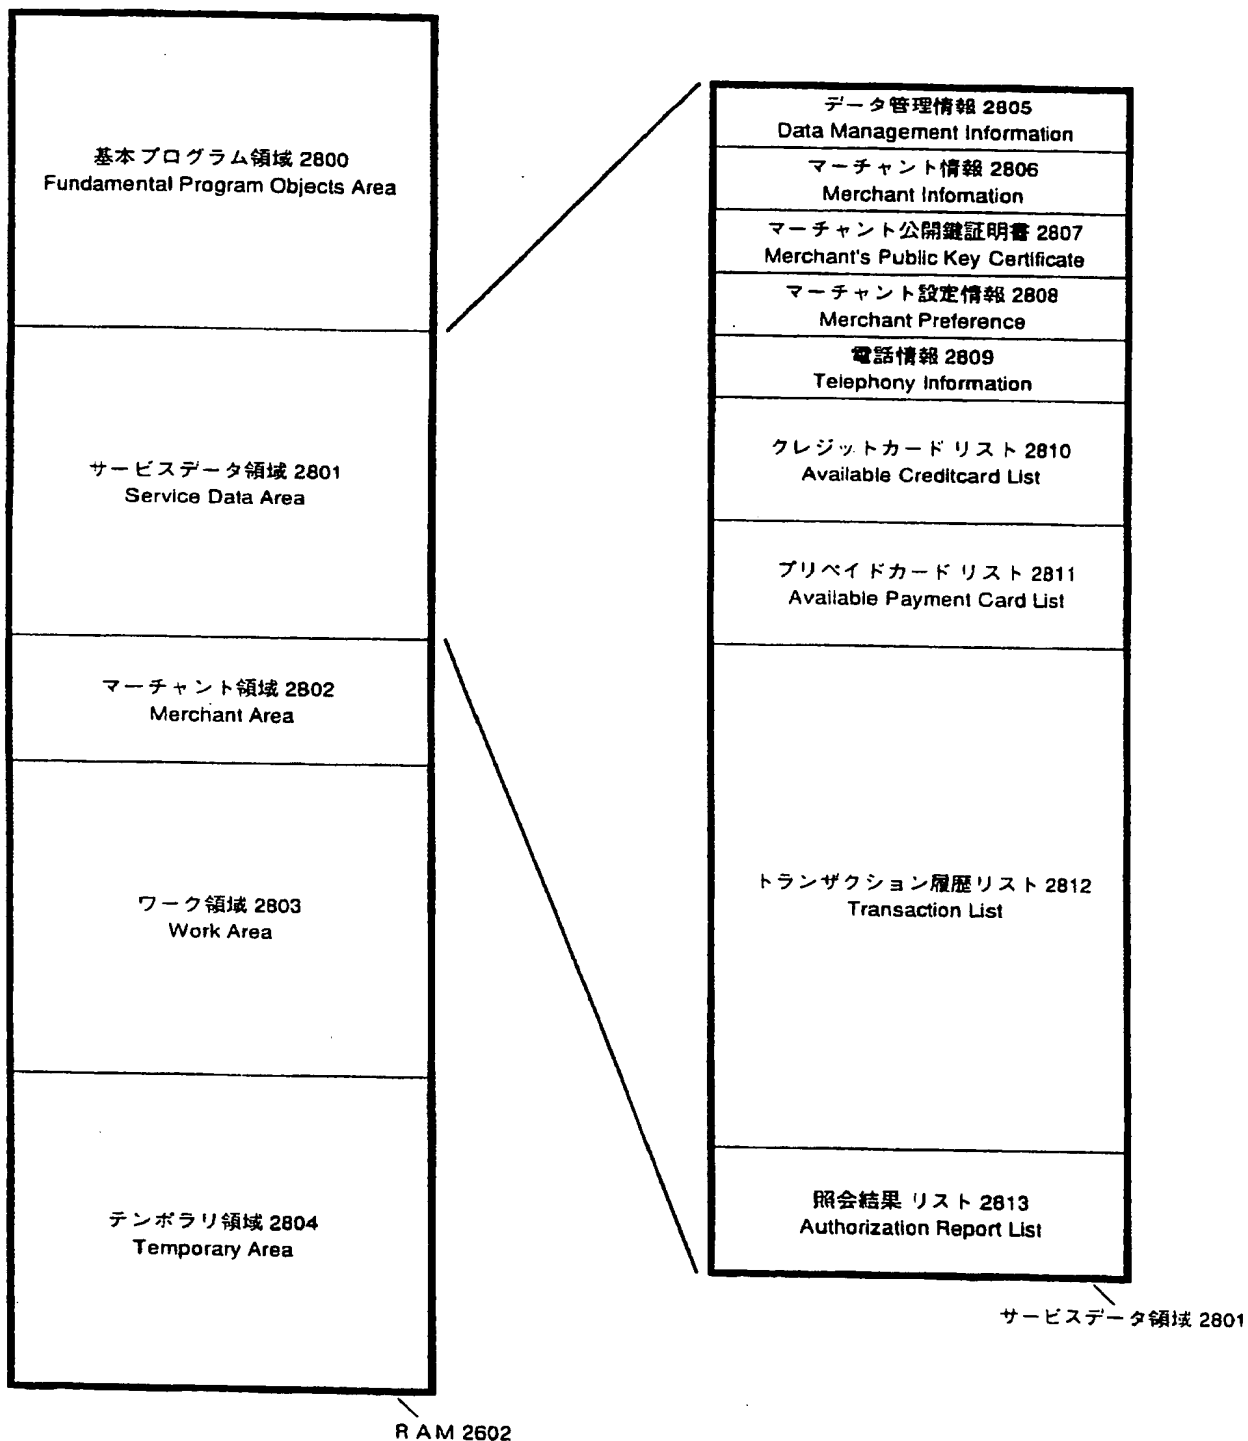 基本プログラム領域 2800
Fundamental Program Objects Area
サービスデータ領域 2801
Service Data Area
マーチャント領域 2802
Merchant Area
ワーク領域 2803
Work Area
テンポラリ領域 2804
Temporary Area
RAM 2602
データ管理情報 2805
Data Management Information
マーチャント情報 2806
Merchant Infomation
マーチャント公開鍵証明書 2807
Merchant's Public Key Certificate
マーチャント設定情報 2808
Merchant Preference
電話情報 2809
Telephony Information
クレジットカード リスト 2810
Available Creditcard List
プリペイドカード リスト 2811
Available Payment Card List
トランザクション履歴リスト 2812
Transaction List
照会結果 リスト 2813
Authorization Report List
サービスデータ領域 2801